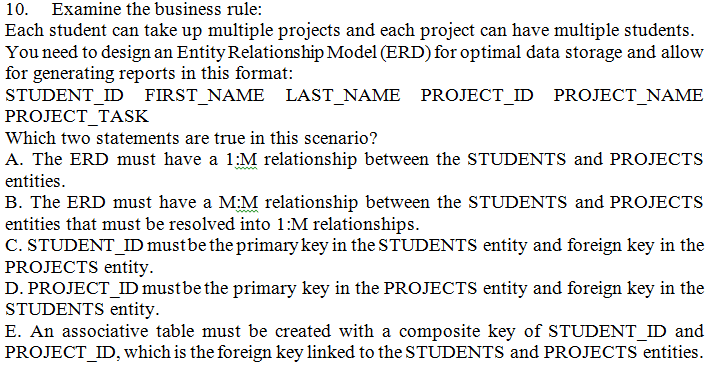 10. Examine the business rule:
Each student can take up multiple projects and each project can have multiple students.
You need to design an Entity Relationship Model (ERD) for optimal data storage and allow
for generating reports in this format:
STUDENT_ID FIRST_NAME LAST_NAME PROJECT_ID PROJECT_NAME
PROJECT_TASK
Which two statements are true in this scenario?
A. The ERD must have a 1:M relationship between the STUDENTS and PROJECTS
entities.
B. The ERD must have a M:M relationship between the STUDENTS and PROJECTS
entities that must be resolved into 1:M relationships.
C. STUDENT_ID must be the primary key in the STUDENTS entity and foreign key in the
PROJECTS entity.
D. PROJECT_ID must be the primary key in the PROJECTS entity and foreign key in the
STUDENTS entity.
E. An associative table must be created with a composite key of STUDENT_ID and
PROJECT_ID, which is the foreign key linked to the STUDENTS and PROJECTS entities.